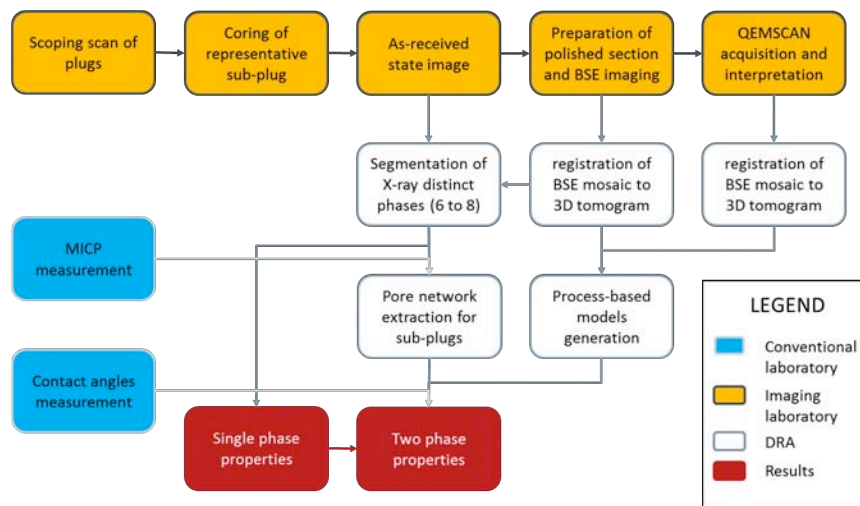 Scoping scan of
plugs
Coring of
representative
sub-plug
As-received
state image
Preparation of
polished section
and BSE imaging
QEMSCAN
acquisition and
interpretation
Segmentation of
X-ray distinct
phases (6 to 8)
registration of
BSE mosaic to
3D tomogram
registration of
BSE mosaic to
3D tomogram
MICP
measurement
Pore network
extraction for
sub-plugs
Process-based
models
generation
Contact angles
measurement
Single phase
properties
Two phase
properties
LEGEND
Conventional
laboratory
Imaging
laboratory
DRA
Results